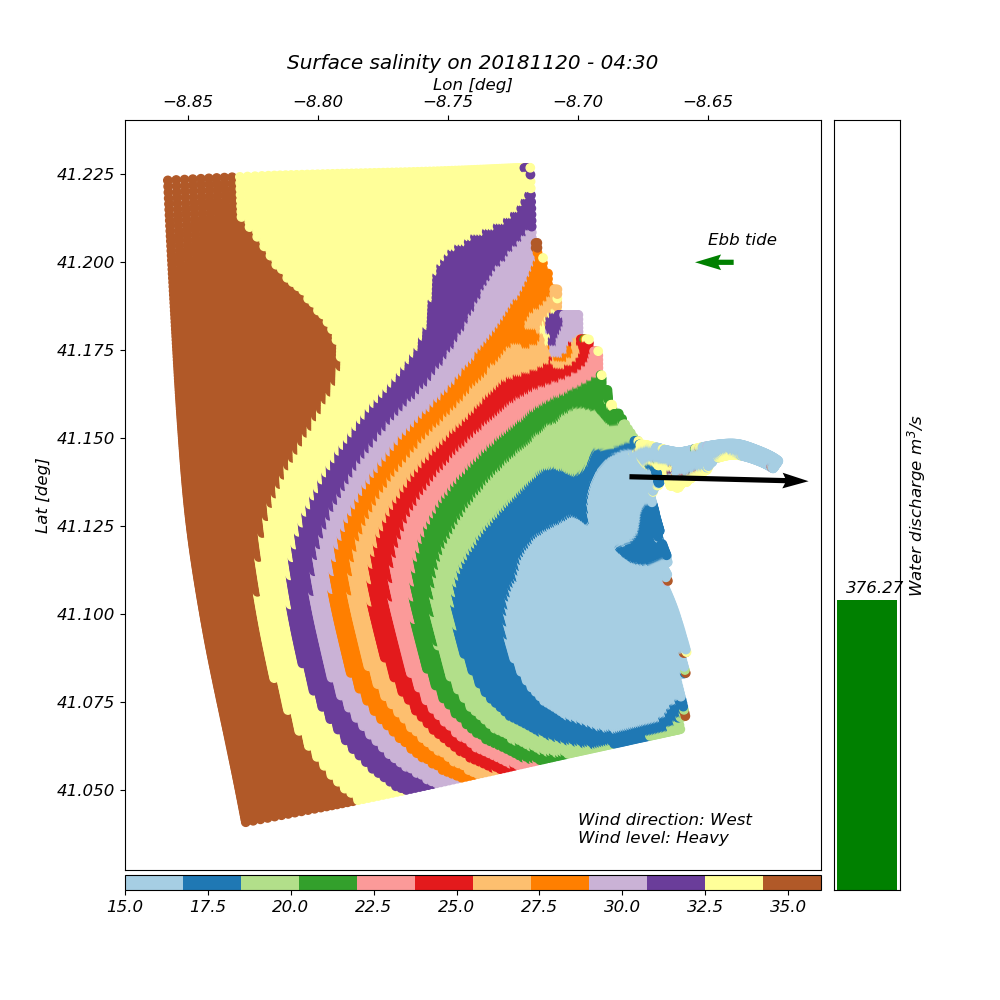 Surface salinity on 20181120 - 04:30
Lon [deg]
−8.85 −8.80 −8.75 −8.70 −8.65
41.225
41.200
41.175
41.150
41.125
41.100
41.075
41.050
Lat [deg]
Ebb tide
Water discharge m³/s
376.27
Wind direction: West
Wind level: Heavy
15.0 17.5 20.0 22.5 25.0 27.5 30.0 32.5 35.0